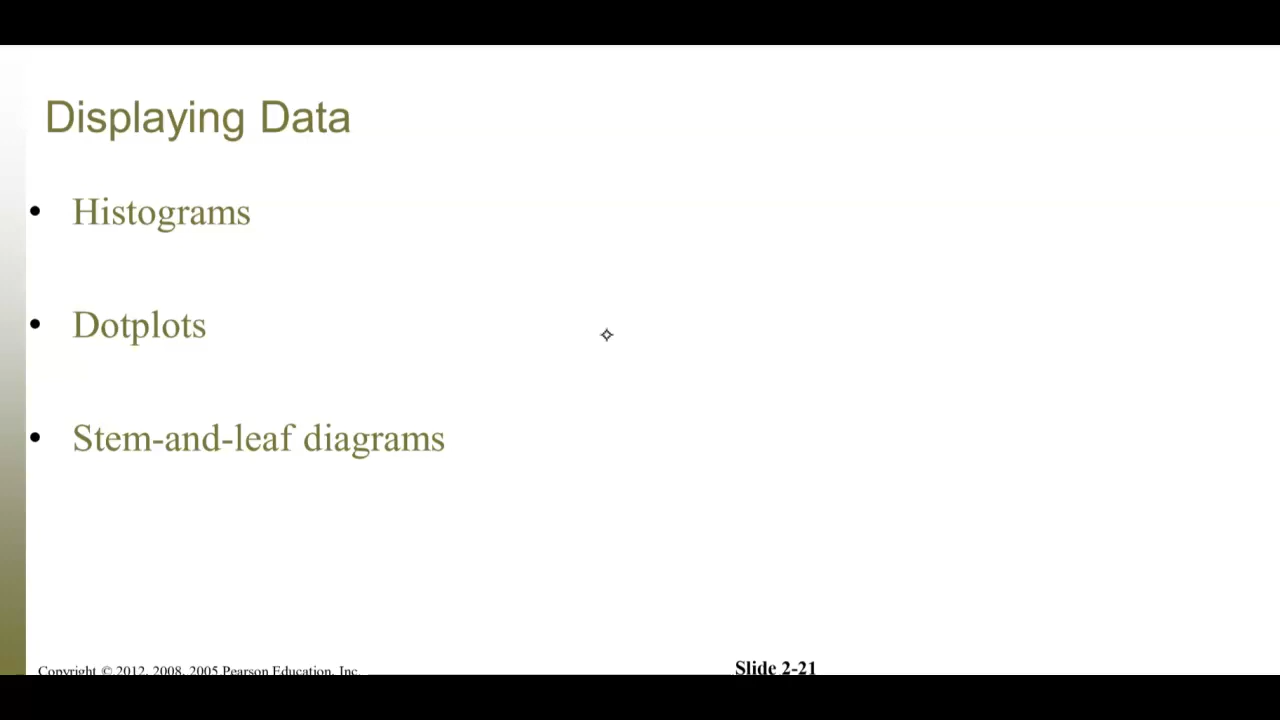 Displaying Data
• Histograms
• Dotplots
• Stem-and-leaf diagrams
Copyright © 2012, 2008, 2005 Pearson Education, Inc.
Slide 2-21